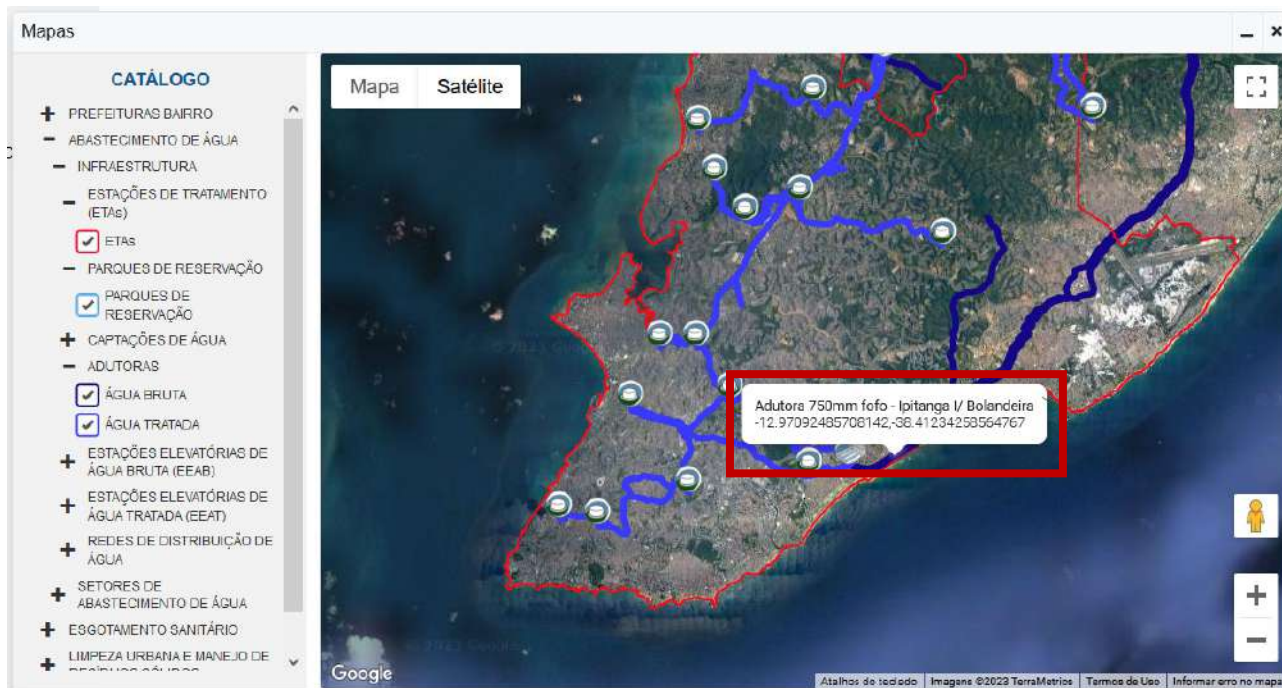 Mapas
CATÁLOGO
PREFEITURAS BAIRRO
ABASTECIMENTO DE ÁGUA
INFRAESTRUTURA
ESTAÇÕES DE TRATAMENTO
(ETAs)
ETAs
PARQUES DE RESERVAÇÃO
PARQUES DE
RESERVAÇÃO
CAPTAÇÕES DE ÁGUA
ADUTORAS
ÁGUA BRUTA
ÁGUA TRATADA
ESTAÇÕES ELEVATÓRIAS DE
ÁGUA BRUTA (EEAB)
ESTAÇÕES ELEVATÓRIAS DE
ÁGUA TRATADA (EEAT)
REDES DE DISTRIBUIÇÃO DE
ÁGUA
SETORES DE
ABASTECIMENTO DE ÁGUA
ESGOTAMENTO SANITÁRIO
LIMPEZA URBANA E MANEJO DE
Mapa Satélite
Adutora 750mm fofo - Ipitanga I/ Bolandeira
-12.97092485708142,-38.41234258564767
Google
Atalhos do teclado Imagens ©2023 TerraMetrics Termos de Uso Informar erro no mapa